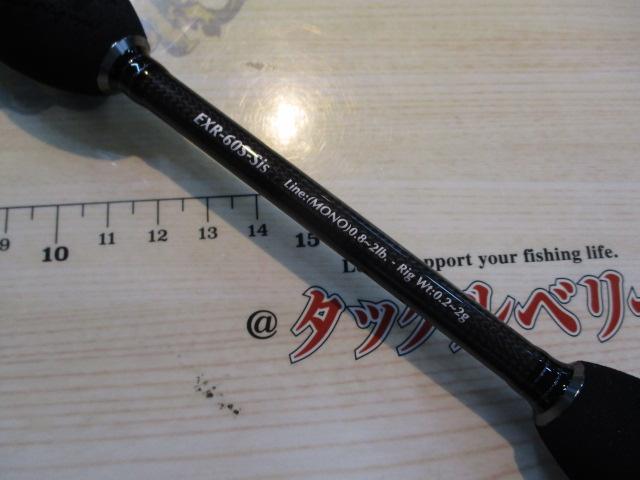 EXR-60S-Sis Line:(MONO)0.8~2lb. - Rig Wt:0.2~2g
9 10 11 12 13 14 15
pport your fishing life.
@ タックルベリー